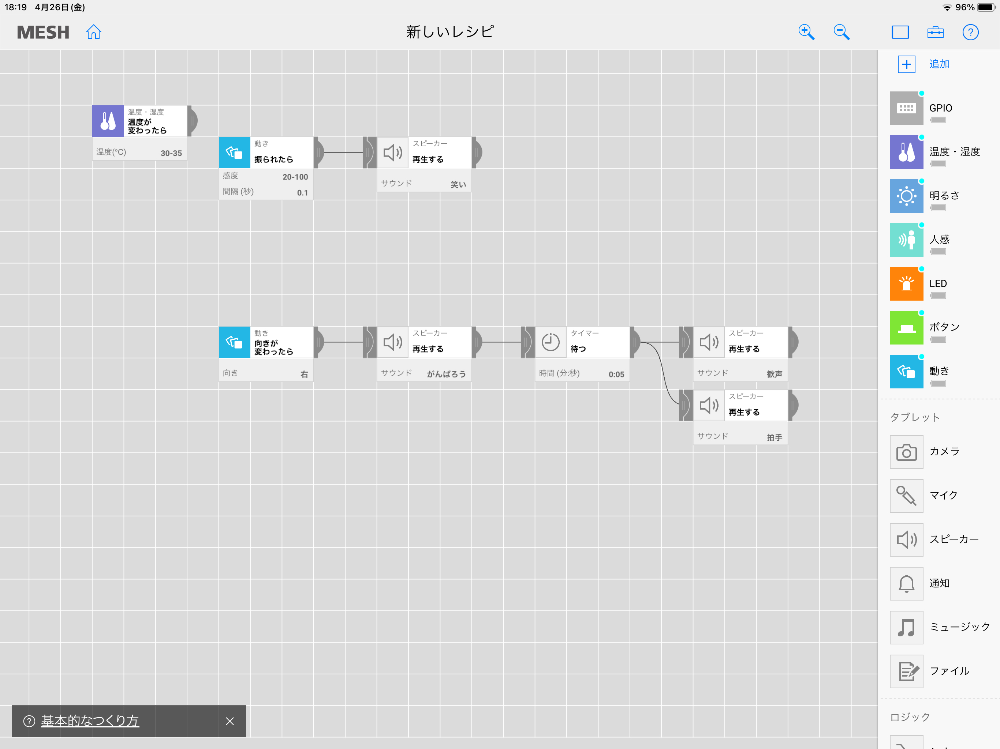 18:19 4月26日(金)
96%
MESH
新しいレシピ
追加
GPIO
温度・湿度
明るさ
人感
LED
ボタン
動き
タブレット
カメラ
マイク
スピーカー
通知
ミュージック
ファイル
ロジック
温度・湿度
温度が
変わったら
温度(°C) 30-35
動き
振られたら
感度 20-100
間隔 (秒) 0.1
スピーカー
再生する
サウンド 笑い
動き
向きが
変わったら
向き 右
スピーカー
再生する
サウンド がんばろう
タイマー
待つ
時間 (分:秒) 0:05
スピーカー
再生する
サウンド 歓声
スピーカー
再生する
サウンド 拍手
基本的なつくり方